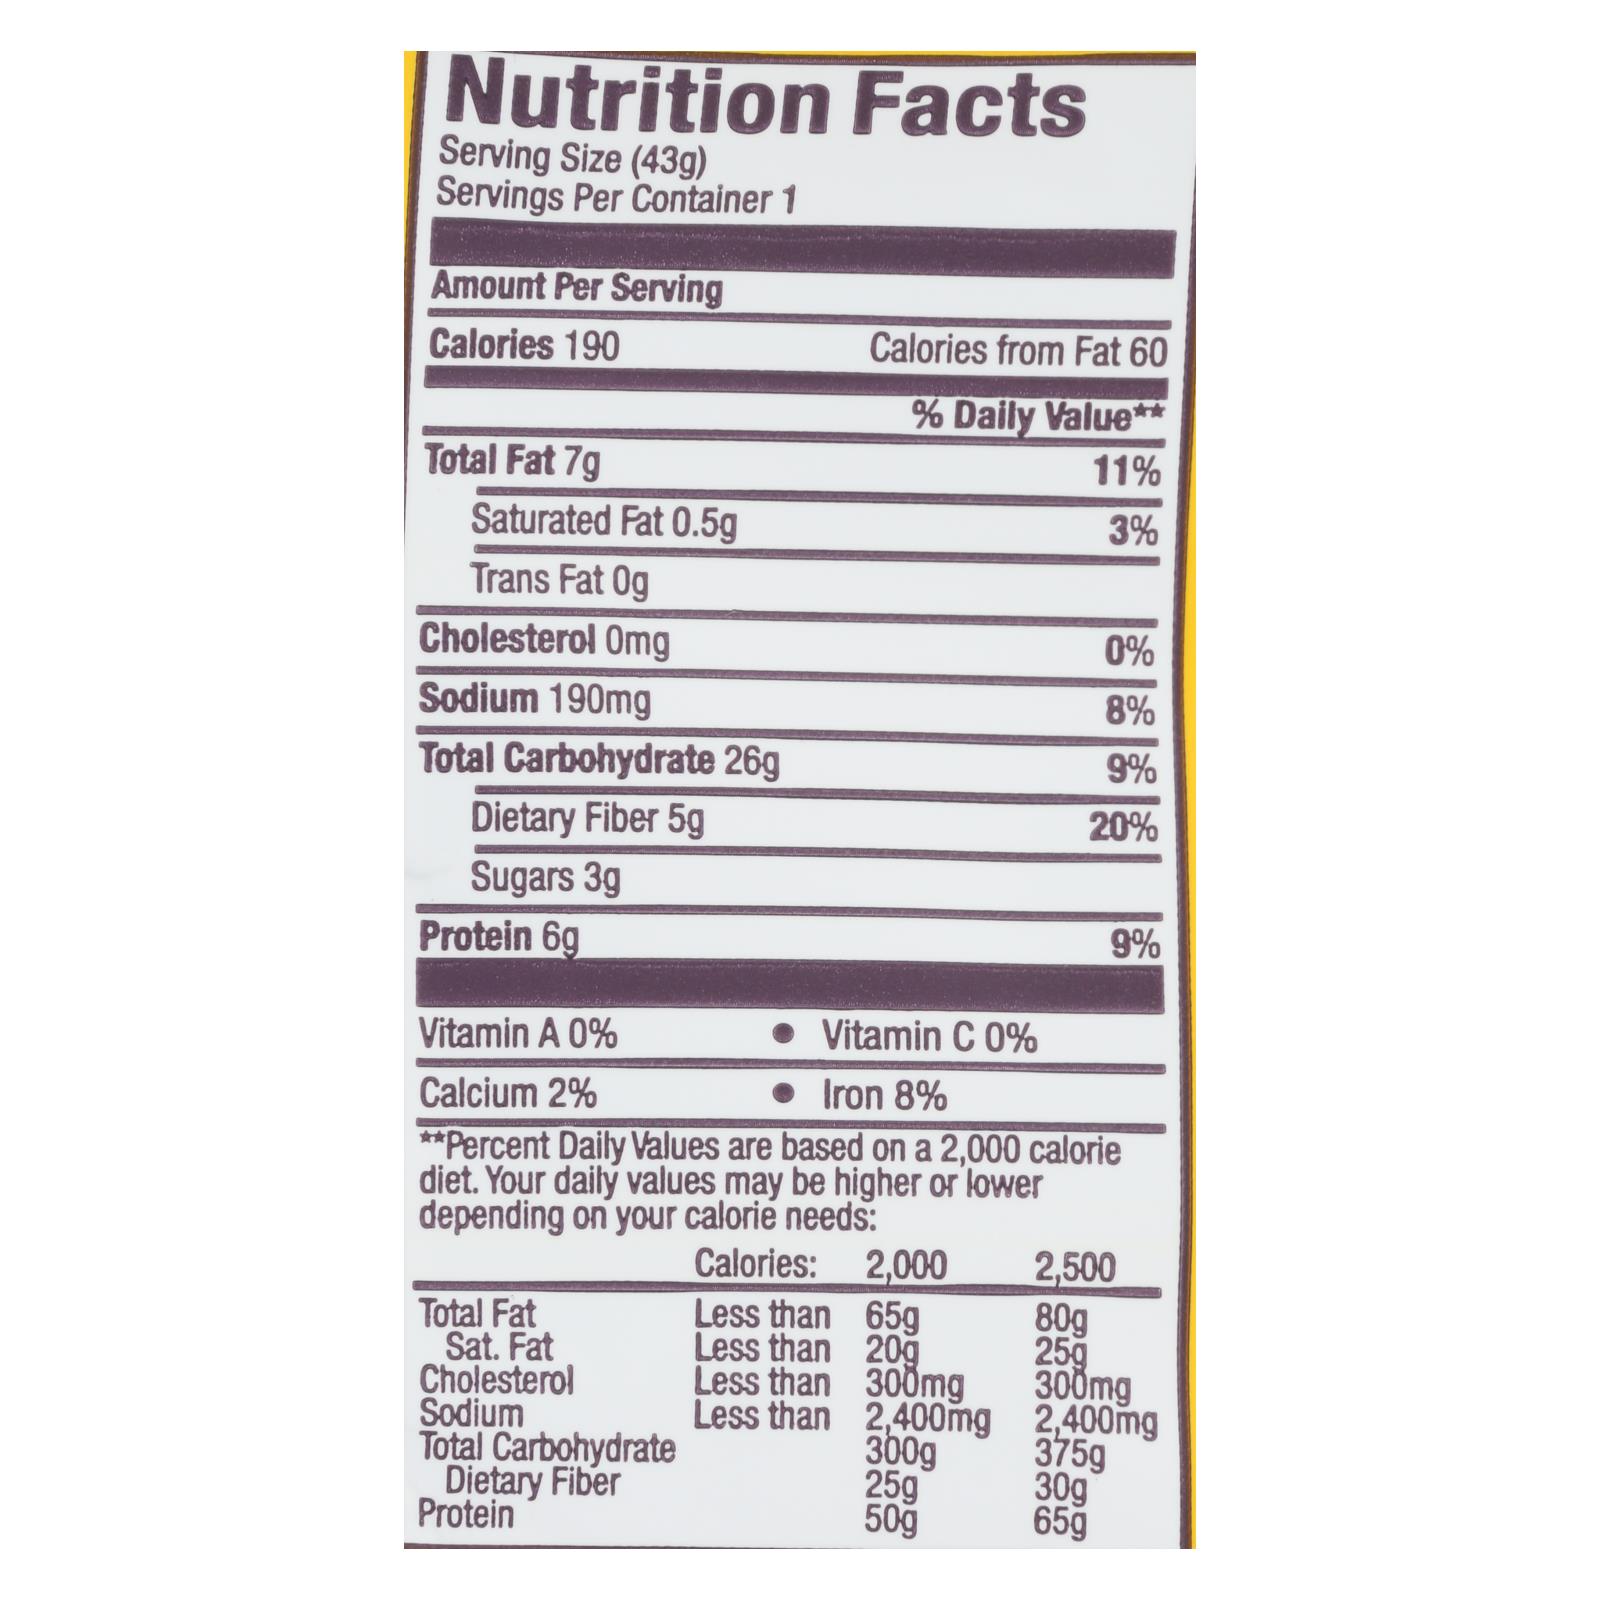 Nutrition Facts
Serving Size (43g)
Servings Per Container 1
Amount Per Serving
Calories 190 Calories from Fat 60
% Daily Value**
Total Fat 7g 11%
Saturated Fat 0.5g 3%
Trans Fat 0g
Cholesterol 0mg 0%
Sodium 190mg 8%
Total Carbohydrate 26g 9%
Dietary Fiber 5g 20%
Sugars 3g
Protein 6g 9%
Vitamin A 0% • Vitamin C 0%
Calcium 2% • Iron 8%
**Percent Daily Values are based on a 2,000 calorie
diet. Your daily values may be higher or lower
depending on your calorie needs:
Calories: 2,000 2,500
Total Fat Less than 65g 80g
Sat. Fat Less than 20g 25g
Cholesterol Less than 300mg 300mg
Sodium Less than 2,400mg 2,400mg
Total Carbohydrate 300g 375g
Dietary Fiber 25g 30g
Protein 50g 65g